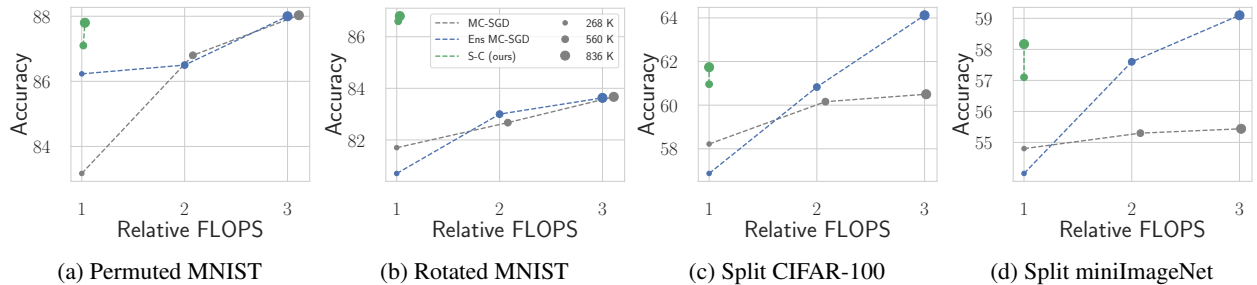 88
86
84
Accuracy
1 2 3
Relative FLOPS
(a) Permuted MNIST
86
84
82
Accuracy
MC-SGD
Ens MC-SGD
S-C (ours)
268 K
560 K
836 K
1 2 3
Relative FLOPS
(b) Rotated MNIST
64
62
60
58
Accuracy
1 2 3
Relative FLOPS
(c) Split CIFAR-100
59
58
57
56
55
Accuracy
1 2 3
Relative FLOPS
(d) Split miniImageNet